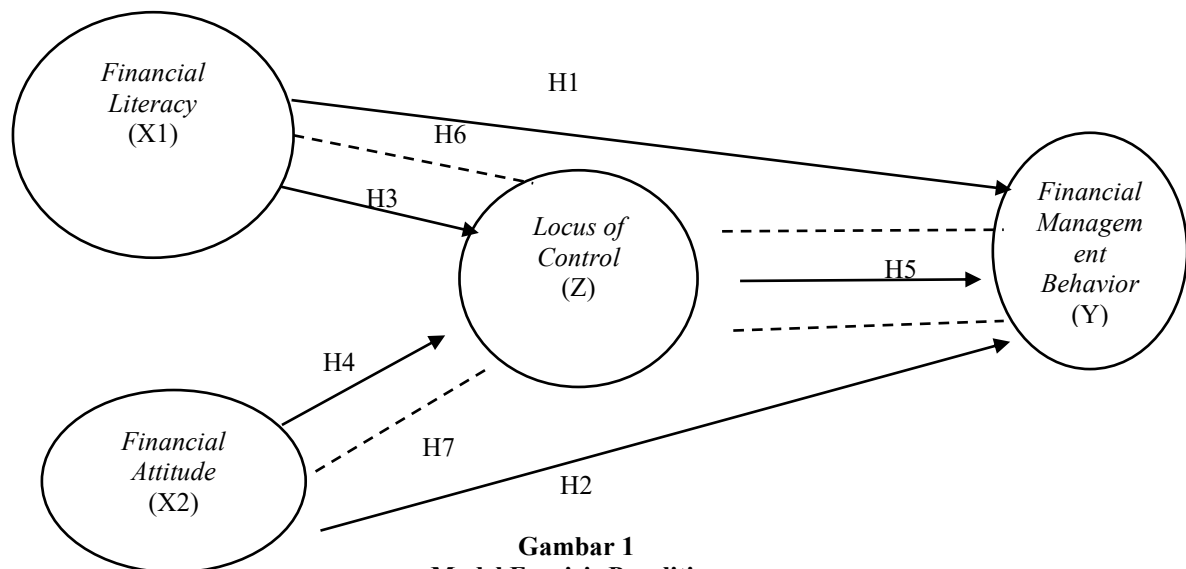 Financial
Literacy
(X1)
H1
H6
H3
Locus of
Control
(Z)
Financial
Managem
ent
Behavior
(Y)
H5
H4
Financial
Attitude
(X2)
H7
H2
Gambar 1